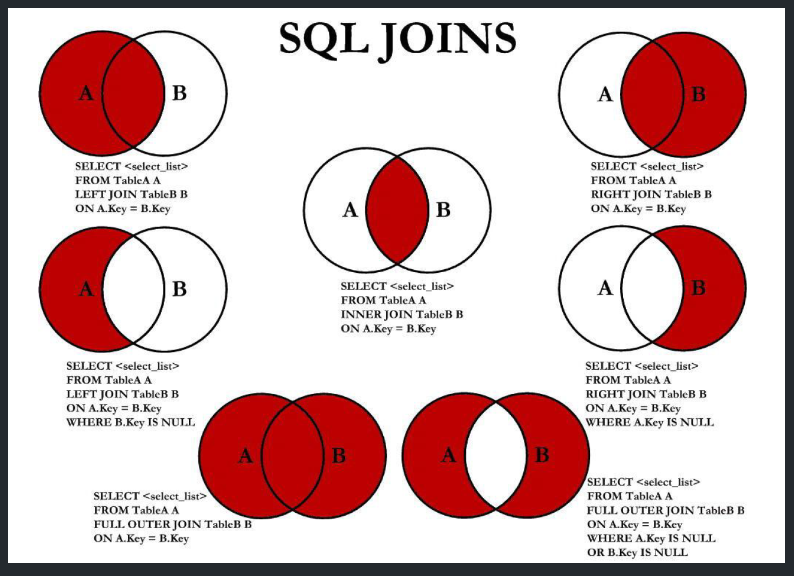 SQL JOINS
A
B
SELECT <select_list>
FROM TableA A
LEFT JOIN TableB B
ON A.Key = B.Key
A
B
SELECT <select_list>
FROM TableA A
RIGHT JOIN TableB B
ON A.Key = B.Key
A
B
SELECT <select_list>
FROM TableA A
INNER JOIN TableB B
ON A.Key = B.Key
A
B
SELECT <select_list>
FROM TableA A
LEFT JOIN TableB B
ON A.Key = B.Key
WHERE B.Key IS NULL
A
B
SELECT <select_list>
FROM TableA A
RIGHT JOIN TableB B
ON A.Key = B.Key
WHERE A.Key IS NULL
A
B
SELECT <select_list>
FROM TableA A
FULL OUTER JOIN TableB B
ON A.Key = B.Key
A
B
SELECT <select_list>
FROM TableA A
FULL OUTER JOIN TableB B
ON A.Key = B.Key
WHERE A.Key IS NULL
OR B.Key IS NULL